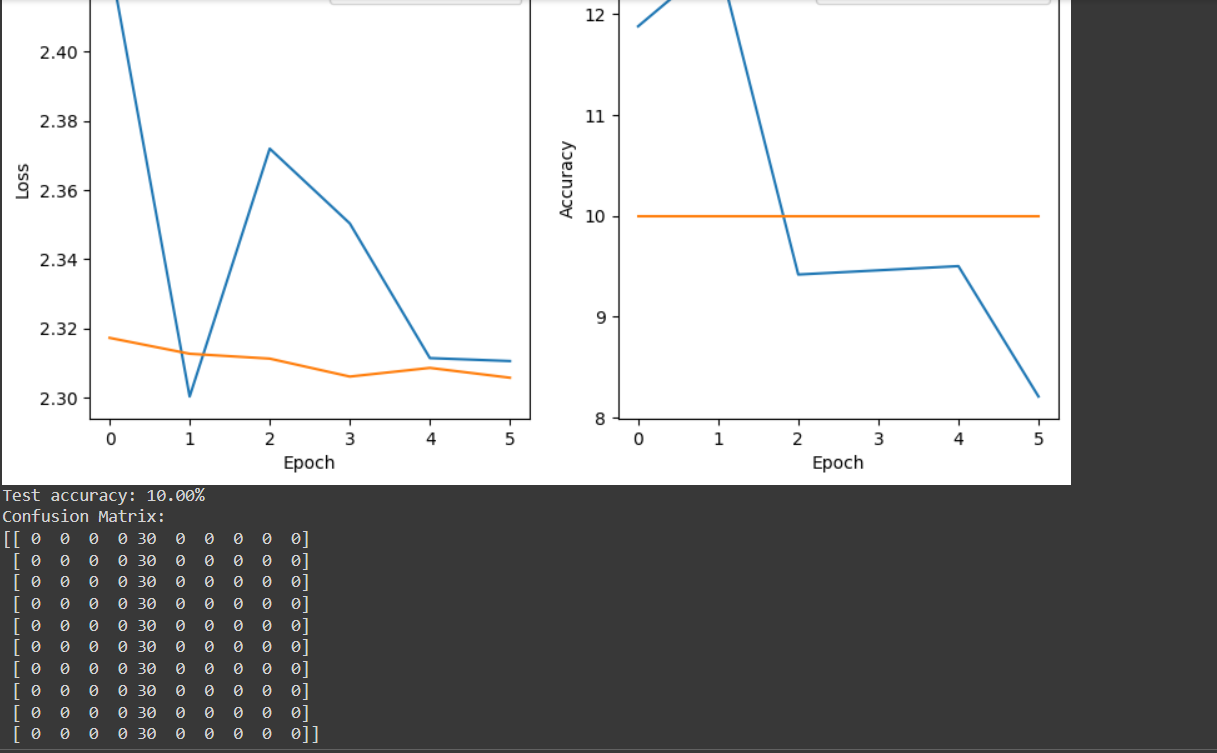 2.40
2.38
2.36
2.34
2.32
2.30
Loss
0 1 2 3 4 5
Epoch
12
11
10
9
8
Accuracy
0 1 2 3 4 5
Epoch
Test accuracy: 10.00%
Confusion Matrix:
[[ 0  0  0  0 30  0  0  0  0  0]
 [ 0  0  0  0 30  0  0  0  0  0]
 [ 0  0  0  0 30  0  0  0  0  0]
 [ 0  0  0  0 30  0  0  0  0  0]
 [ 0  0  0  0 30  0  0  0  0  0]
 [ 0  0  0  0 30  0  0  0  0  0]
 [ 0  0  0  0 30  0  0  0  0  0]
 [ 0  0  0  0 30  0  0  0  0  0]
 [ 0  0  0  0 30  0  0  0  0  0]
 [ 0  0  0  0 30  0  0  0  0  0]]